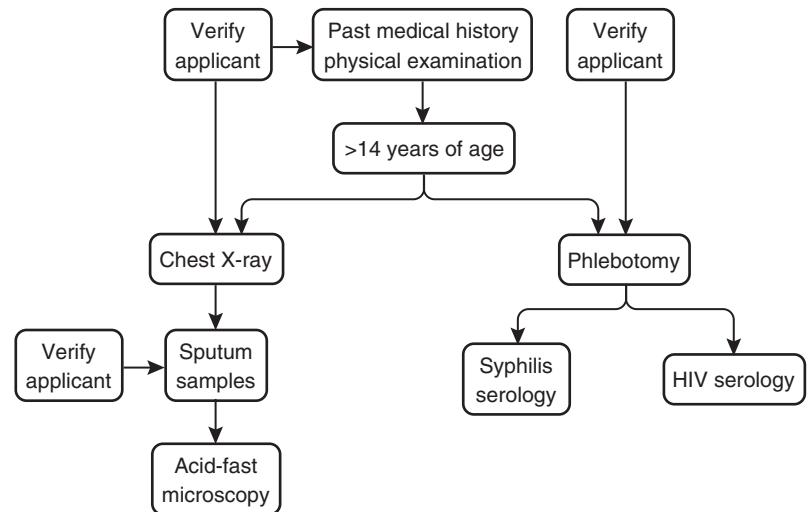 Verify
applicant
Past medical history
physical examination
Verify
applicant
>14 years of age
Chest X-ray
Phlebotomy
Verify
applicant
Sputum
samples
Syphilis
serology
HIV serology
Acid-fast
microscopy